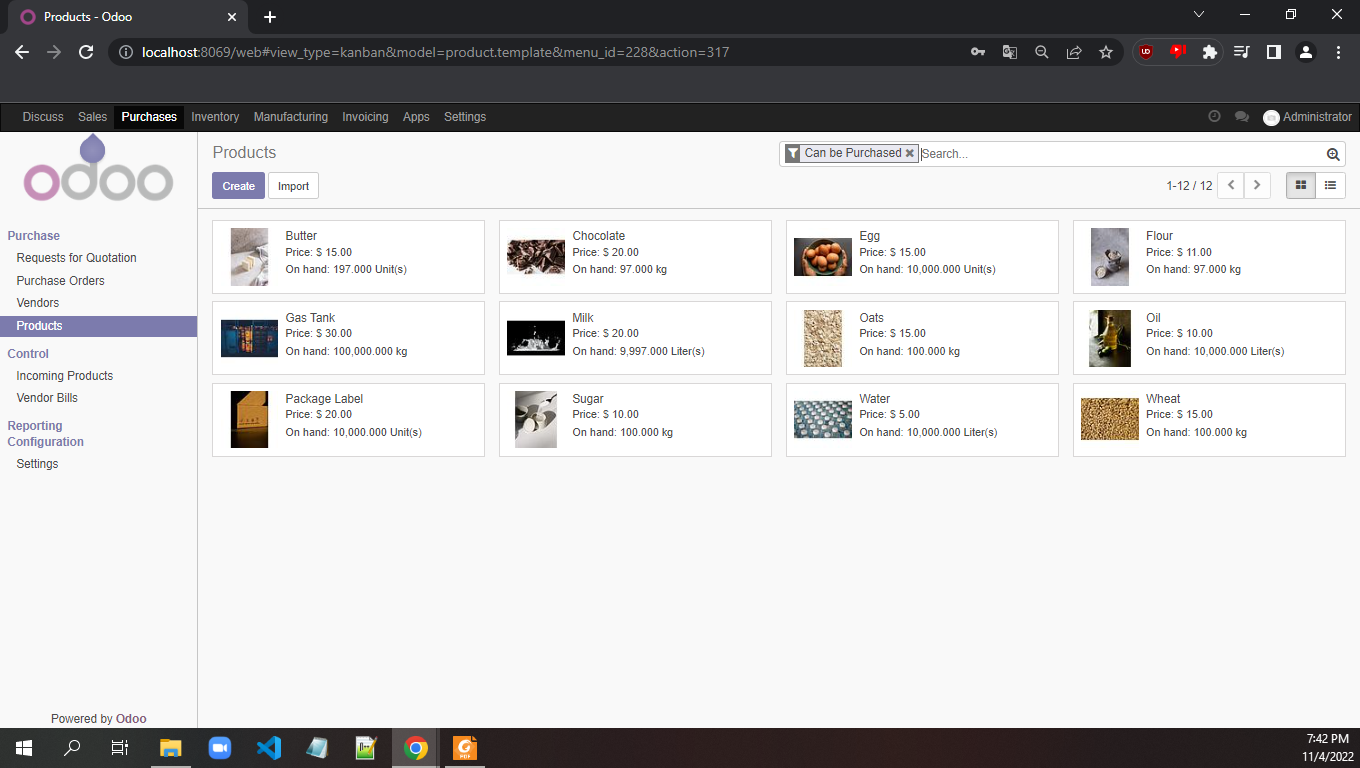 Products - Odoo
localhost:8069/web#view_type=kanban&model=product.template&menu_id=228&action=317
Discuss Sales Purchases Inventory Manufacturing Invoicing Apps Settings Administrator
odoo
Purchase
Requests for Quotation
Purchase Orders
Vendors
Products
Control
Incoming Products
Vendor Bills
Reporting
Configuration
Settings
Powered by Odoo
Products
Can be Purchased Search...
Create Import
1-12 / 12
Butter
Price: $ 15.00
On hand: 197.000 Unit(s)
Chocolate
Price: $ 20.00
On hand: 97.000 kg
Egg
Price: $ 15.00
On hand: 10,000.000 Unit(s)
Flour
Price: $ 11.00
On hand: 97.000 kg
Gas Tank
Price: $ 30.00
On hand: 100,000.000 kg
Milk
Price: $ 20.00
On hand: 9,997.000 Liter(s)
Oats
Price: $ 15.00
On hand: 100.000 kg
Oil
Price: $ 10.00
On hand: 10,000.000 Liter(s)
Package Label
Price: $ 20.00
On hand: 10,000.000 Unit(s)
Sugar
Price: $ 10.00
On hand: 100.000 kg
Water
Price: $ 5.00
On hand: 10,000.000 Liter(s)
Wheat
Price: $ 15.00
On hand: 100.000 kg
7:42 PM
11/4/2022